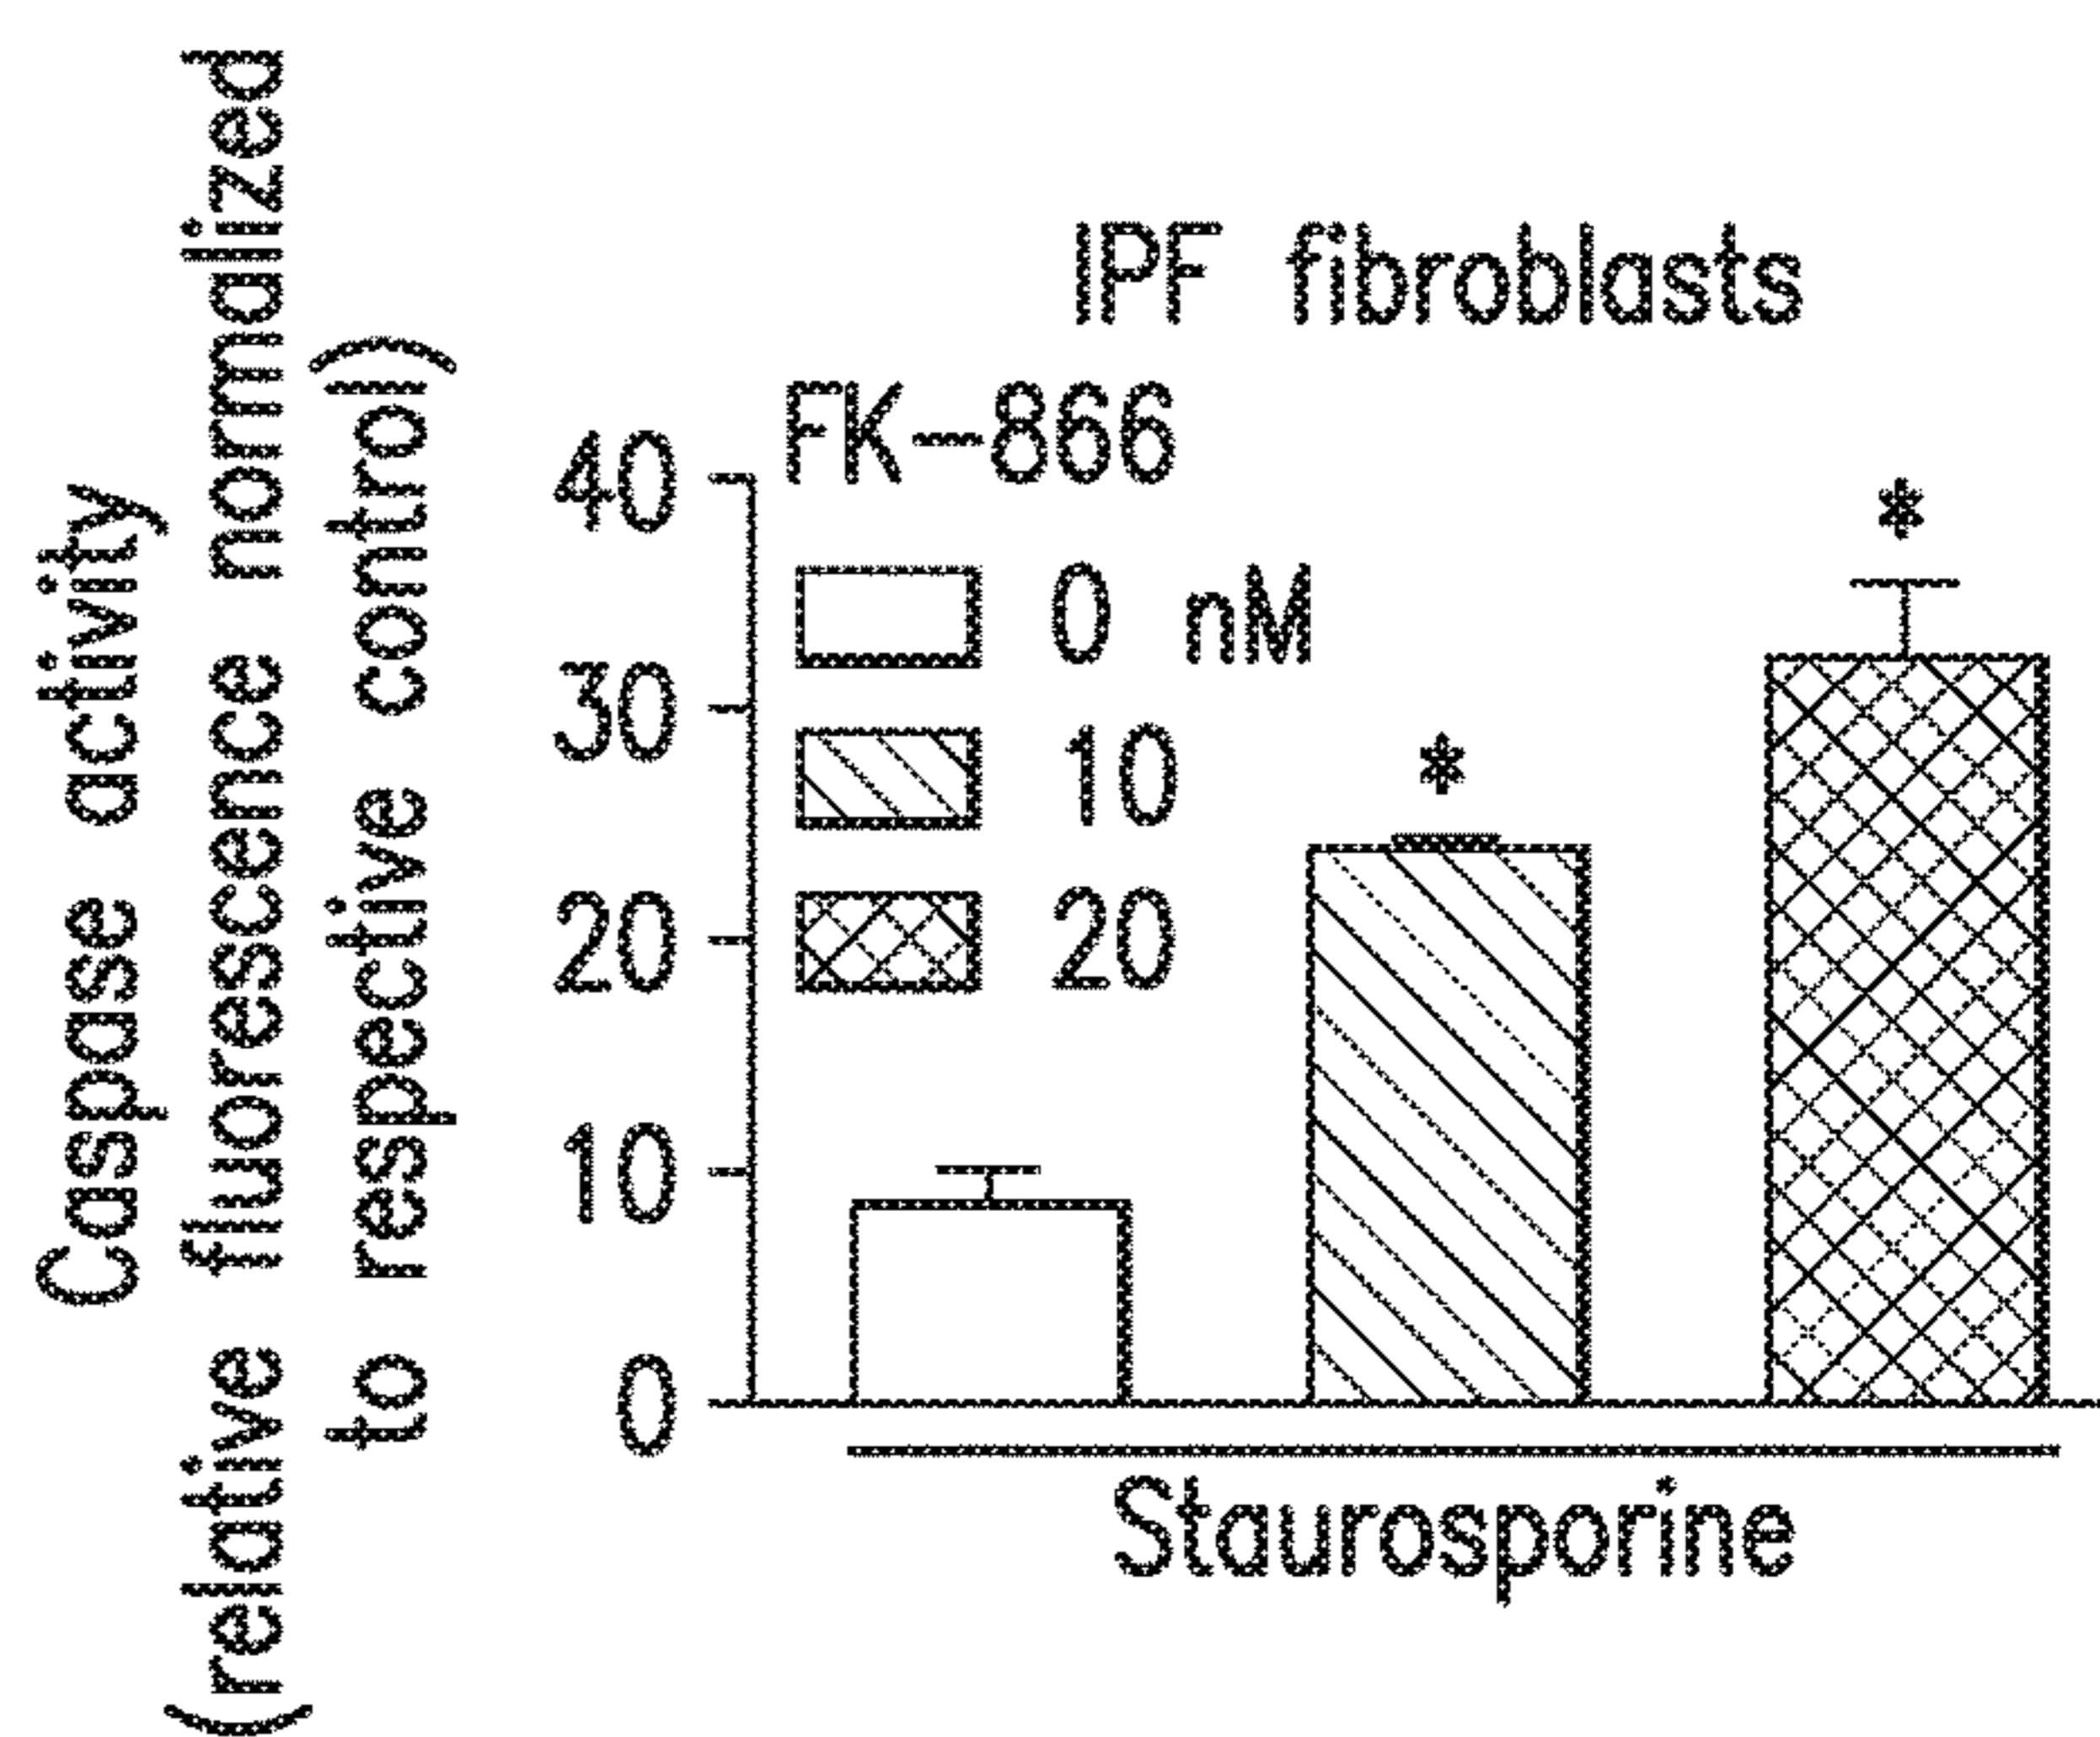 Caspase activity
(relative fluorescence normalized
to respective control)
IPF fibroblasts
FK-866
0 nM
10
20
40
30
20
10
0
*
*
Staurosporine